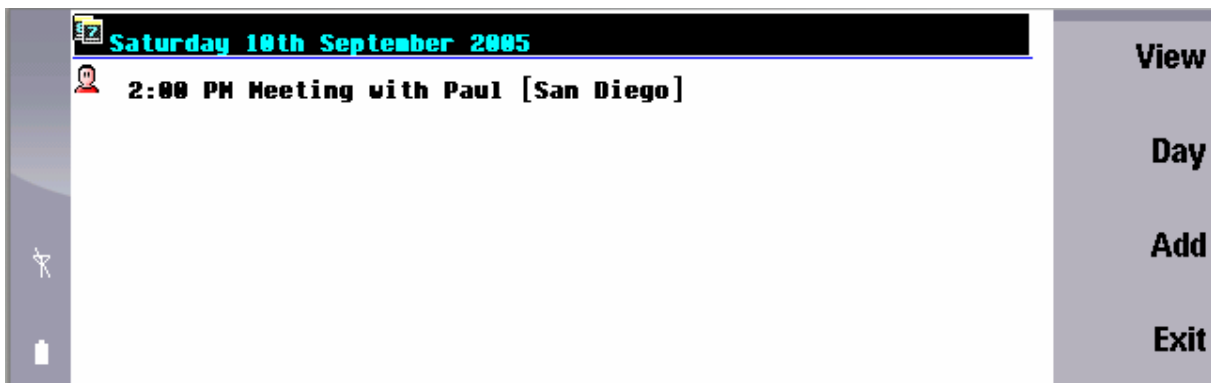 Saturday 10th September 2005
2:00 PM Meeting with Paul [San Diego]
View
Day
Add
Exit